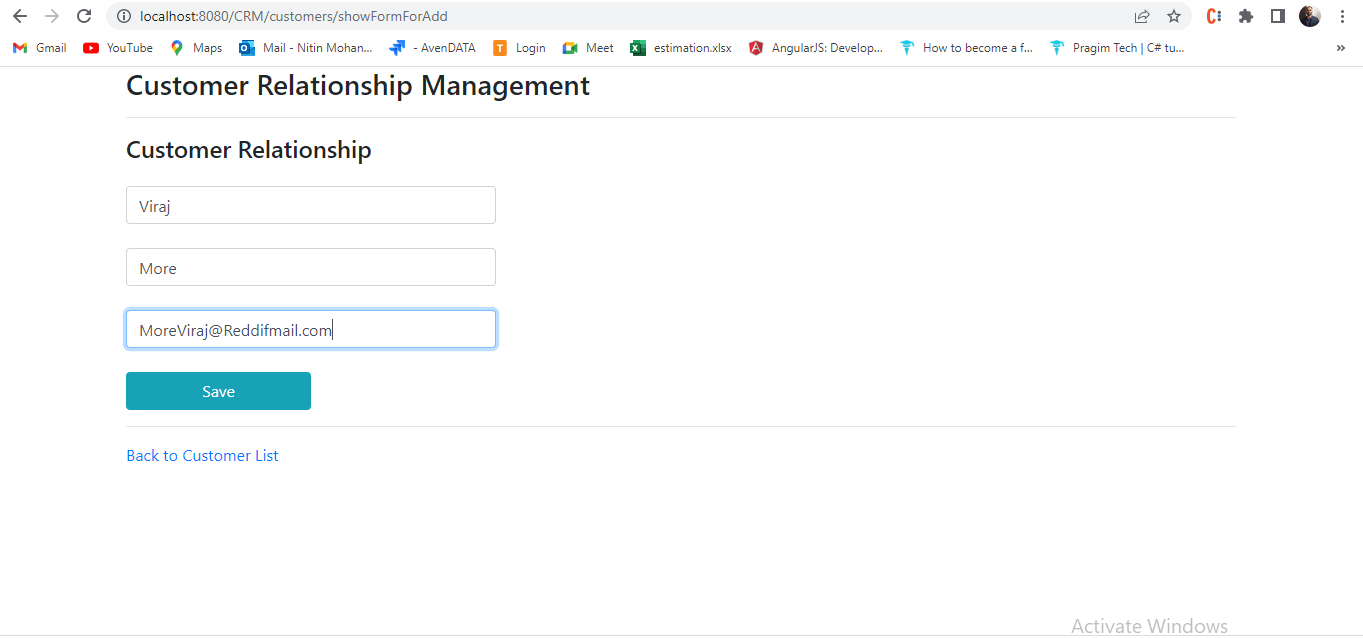 localhost:8080/CRM/customers/showFormForAdd
Gmail YouTube Maps Mail - Nitin Mohan... - AvenDATA Login Meet estimation.xlsx AngularJS: Develop... How to become a f... Pragim Tech | C# tu... »
Customer Relationship Management
Customer Relationship
Viraj
More
MoreViraj@Reddifmail.com
Save
Back to Customer List
Activate Windows